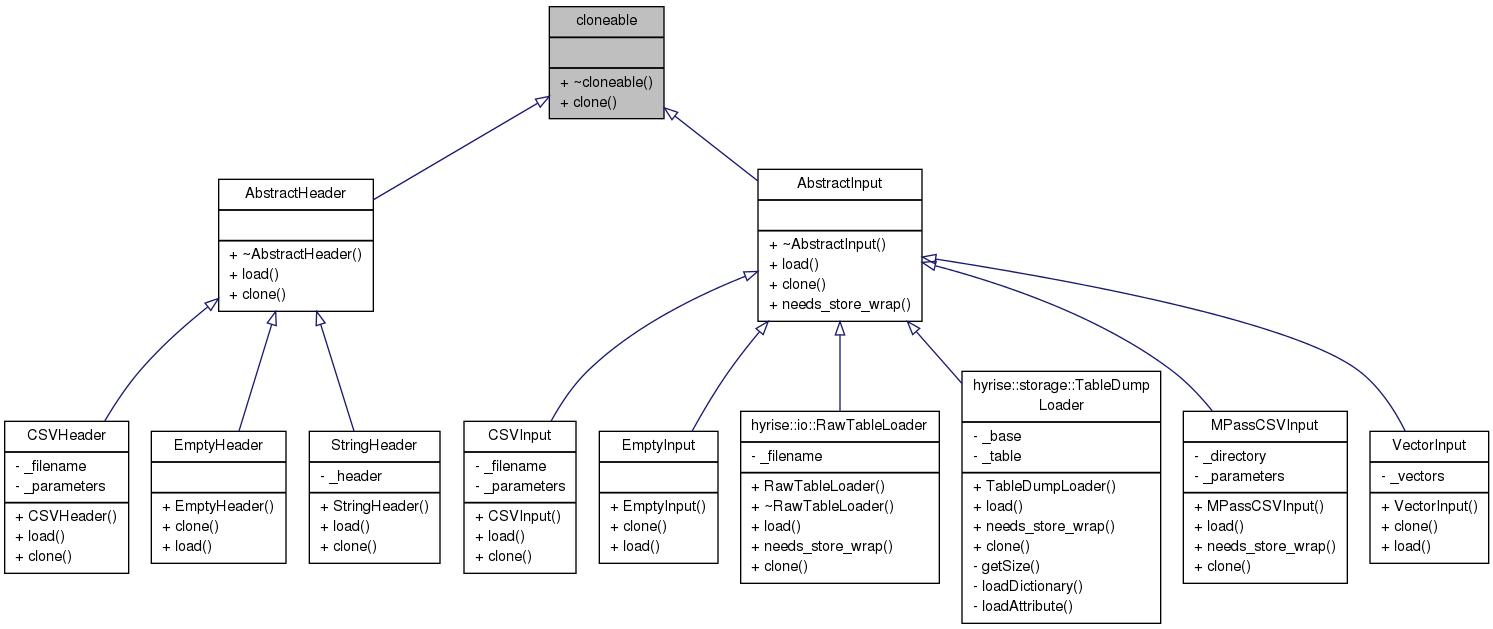 cloneable
+ ~cloneable()
+ clone()
AbstractHeader
+ ~AbstractHeader()
+ load()
+ clone()
AbstractInput
+ ~AbstractInput()
+ load()
+ clone()
+ needs_store_wrap()
CSVHeader
- _filename
- _parameters
+ CSVHeader()
+ load()
+ clone()
EmptyHeader
+ EmptyHeader()
+ clone()
+ load()
StringHeader
- _header
+ StringHeader()
+ load()
+ clone()
CSVInput
- _filename
- _parameters
+ CSVInput()
+ load()
+ clone()
EmptyInput
+ EmptyInput()
+ clone()
+ load()
hyrise::io::RawTableLoader
- _filename
+ RawTableLoader()
+ ~RawTableLoader()
+ load()
+ needs_store_wrap()
+ clone()
hyrise::storage::TableDump
Loader
- _base
- _table
+ TableDumpLoader()
+ load()
+ needs_store_wrap()
+ clone()
- getSize()
- loadDictionary()
- loadAttribute()
MPassCSVInput
- _directory
- _parameters
+ MPassCSVInput()
+ load()
+ needs_store_wrap()
+ clone()
VectorInput
- _vectors
+ VectorInput()
+ clone()
+ load()